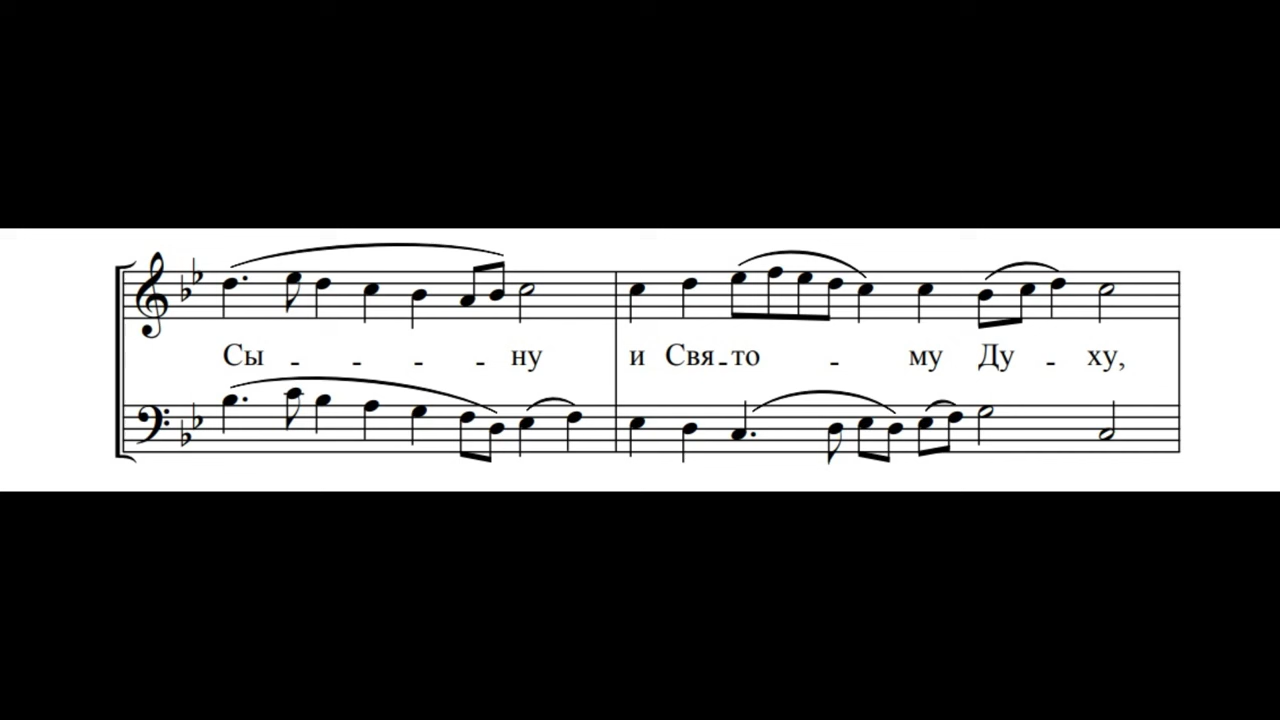 Сы - - - - ну и Свя-то - му Ду - ху,